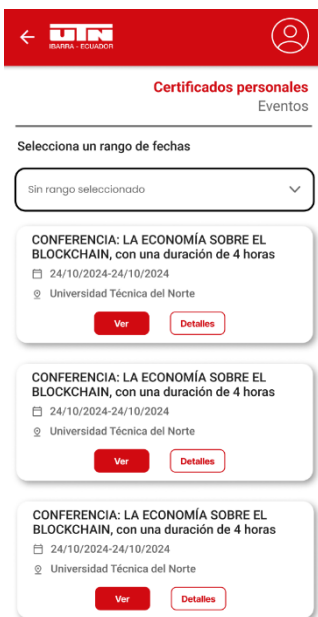 UTN
IBARRA - ECUADOR
Certificados personales
Eventos
Selecciona un rango de fechas
Sin rango seleccionado
CONFERENCIA: LA ECONOMÍA SOBRE EL
BLOCKCHAIN, con una duración de 4 horas
24/10/2024-24/10/2024
Universidad Técnica del Norte
Ver Detalles
CONFERENCIA: LA ECONOMÍA SOBRE EL
BLOCKCHAIN, con una duración de 4 horas
24/10/2024-24/10/2024
Universidad Técnica del Norte
Ver Detalles
CONFERENCIA: LA ECONOMÍA SOBRE EL
BLOCKCHAIN, con una duración de 4 horas
24/10/2024-24/10/2024
Universidad Técnica del Norte
Ver Detalles